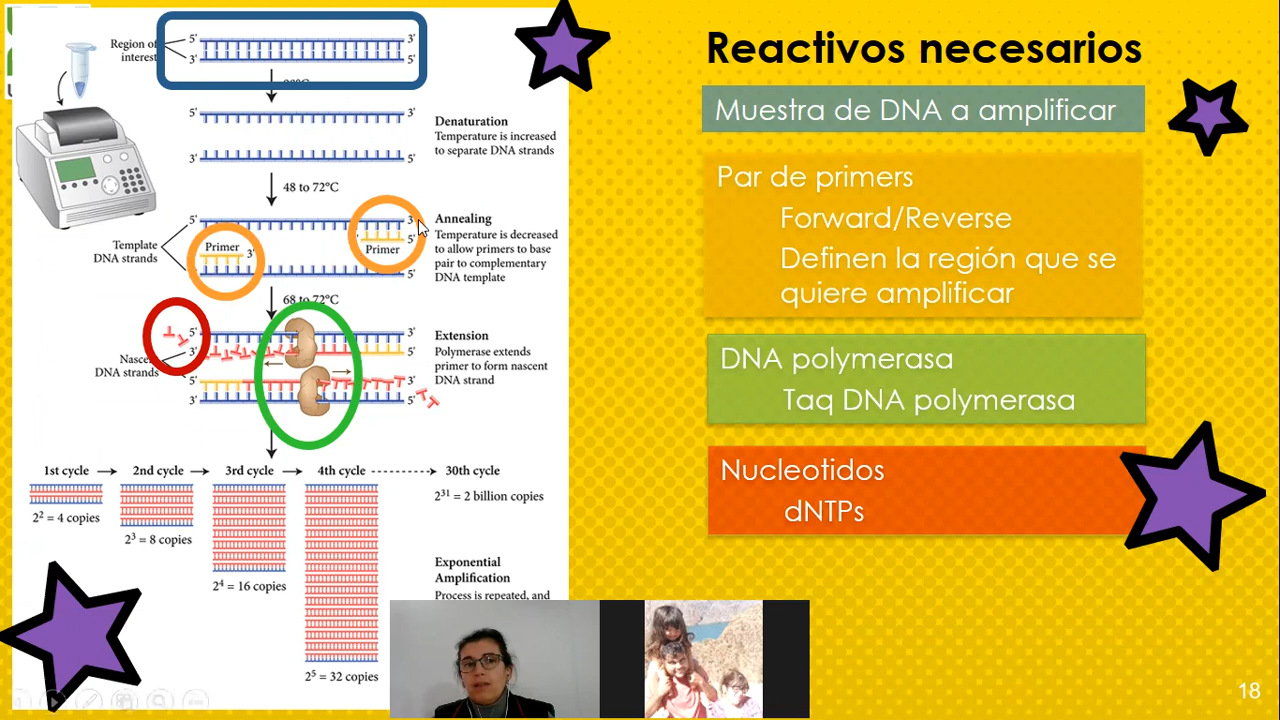 Reactivos necesarios
Muestra de DNA a amplificar
Par de primers
Forward/Reverse
Definen la región que se
quiere amplificar
DNA polymerasa
Taq DNA polymerasa
Nucleotidos
dNTPs
Region of
interest
5'
3'
3'
5'
5'
3'
3'
5'
Denaturation
Temperature is increased
to separate DNA strands
48 to 72°C
5'
3'
Primer
3'
5'
Primer
5'
Template
DNA strands
Annealing
Temperature is decreased
to allow primers to base
pair to complementary
DNA template
68 to 72°C
5'
3'
3'
5'
5'
3'
3'
5'
DNA strands
Extension
Polymerase extends
primer to form nascent
DNA strand
1st cycle
2nd cycle
3rd cycle
4th cycle
30th cycle
2² = 4 copies
2³ = 8 copies
2⁴ = 16 copies
2⁵ = 32 copies
2³¹ = 2 billion copies
Exponential
Amplification
Process is repeated, and
18